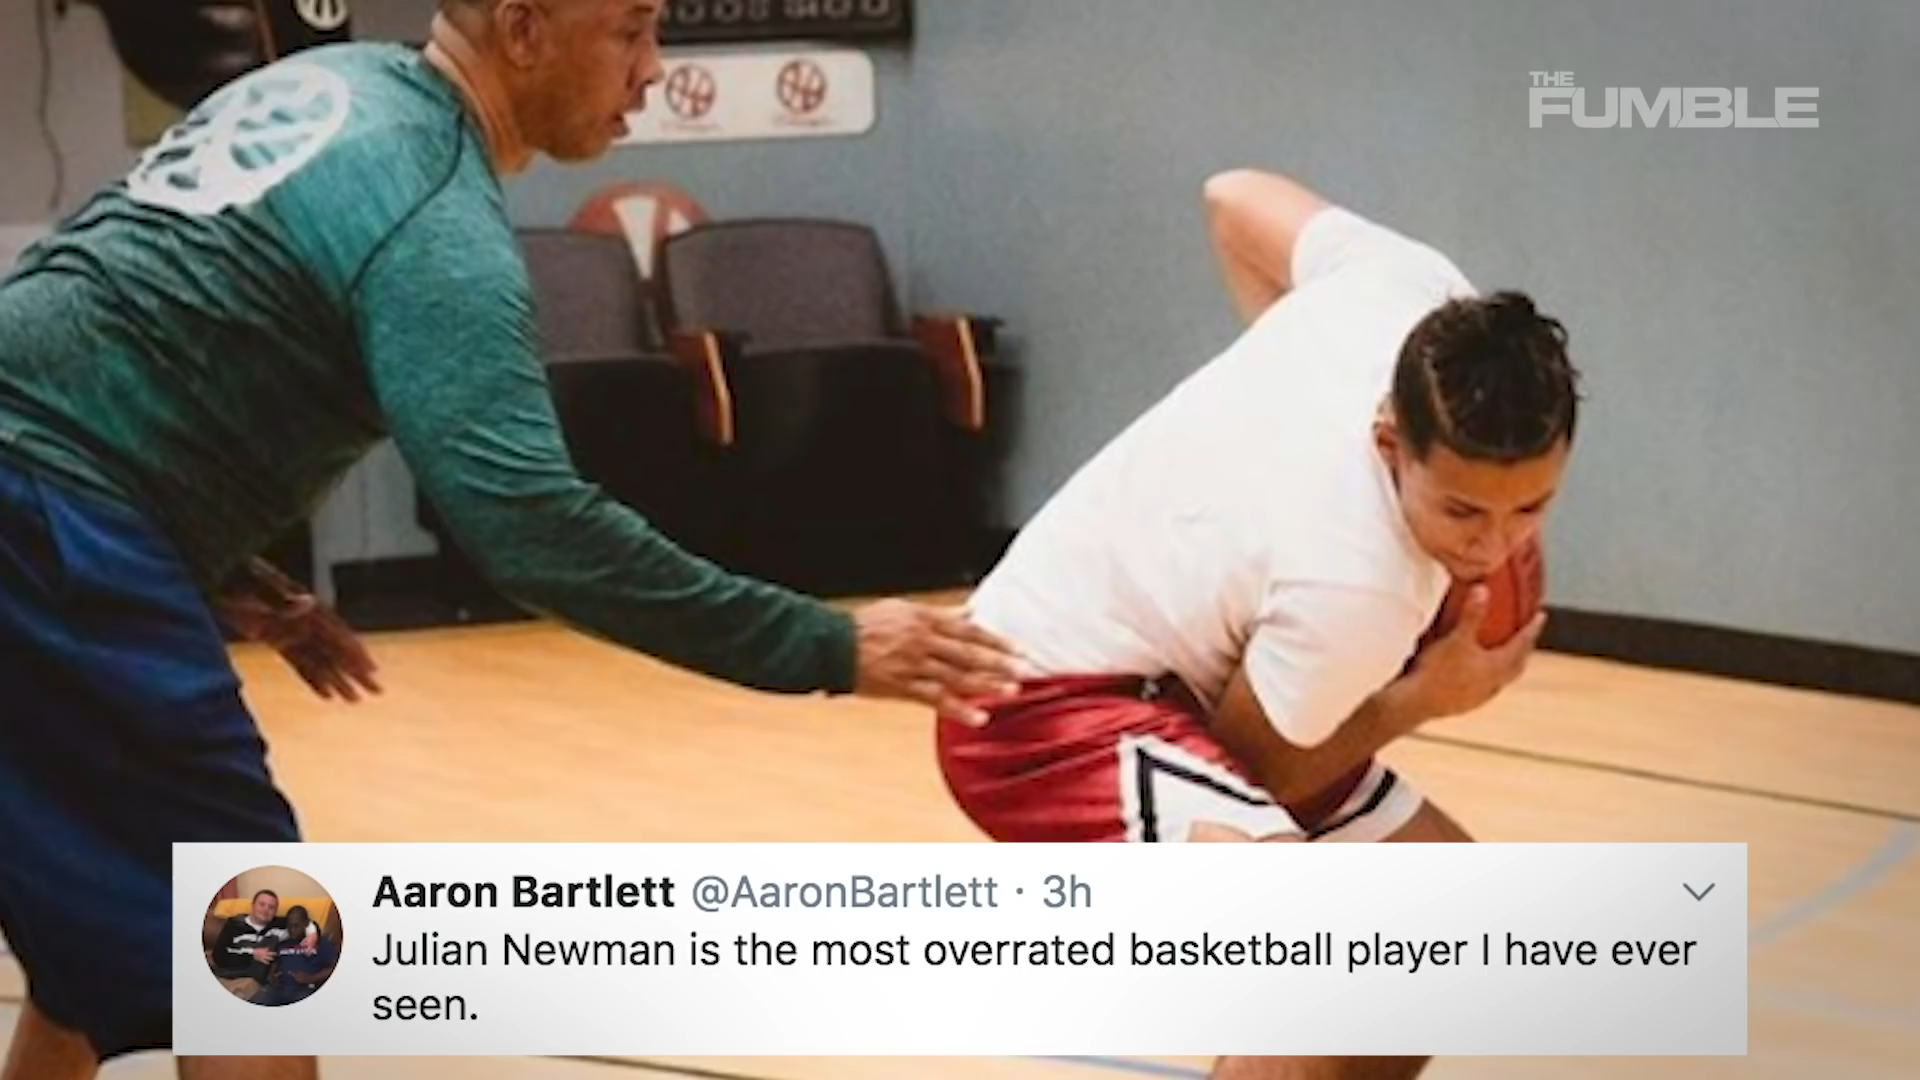 THE
FUMBLE
Aaron Bartlett @AaronBartlett · 3h
Julian Newman is the most overrated basketball player I have ever
seen.